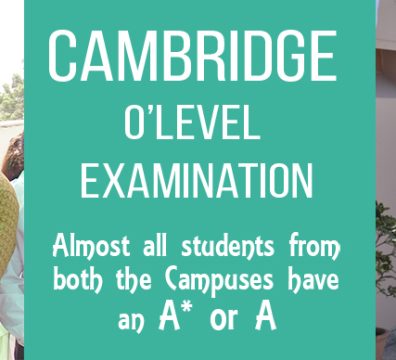 CAMBRIDGE
O'LEVEL
EXAMINATION
Almost all students from
both the Campuses have
an A* or A